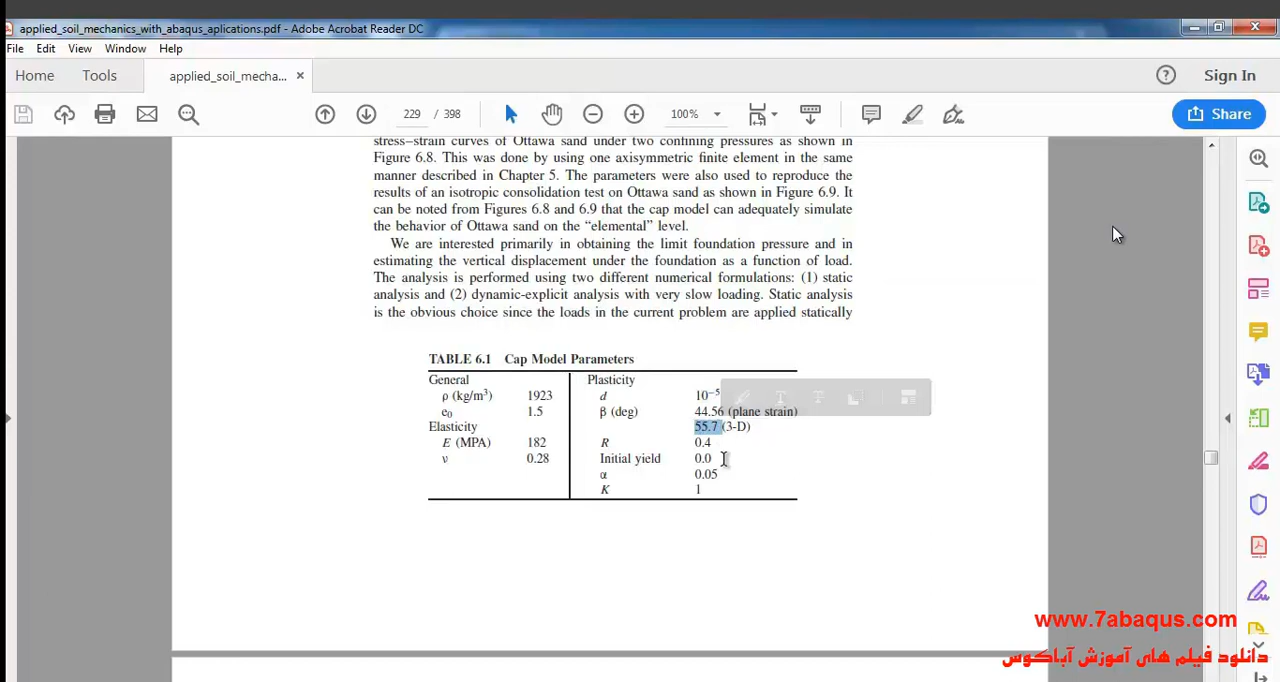 applied_soil_mechanics_with_abaqus_aplications.pdf - Adobe Acrobat Reader DC
File Edit View Window Help
Home Tools applied_soil_mecha... × Sign In
229 / 398 100% Share
stress–strain curves of Ottawa sand under two confining pressures as shown in
Figure 6.8. This was done by using one axisymmetric finite element in the same
manner described in Chapter 5. The parameters were also used to reproduce the
results of an isotropic consolidation test on Ottawa sand as shown in Figure 6.9. It
can be noted from Figures 6.8 and 6.9 that the cap model can adequately simulate
the behavior of Ottawa sand on the “elemental” level.
We are interested primarily in obtaining the limit foundation pressure and in
estimating the vertical displacement under the foundation as a function of load.
The analysis is performed using two different numerical formulations: (1) static
analysis and (2) dynamic-explicit analysis with very slow loading. Static analysis
is the obvious choice since the loads in the current problem are applied statically
TABLE 6.1 Cap Model Parameters
General Plasticity
ρ (kg/m³) 1923 d 10⁻⁵
e₀ 1.5 β (deg) 44.56 (plane strain)
Elasticity 55.7 (3-D)
E (MPA) 182 R 0.4
ν 0.28 Initial yield 0.0
α 0.05
K 1
www.7abaqus.com
دانلود فیلم های آموزش آباکوس